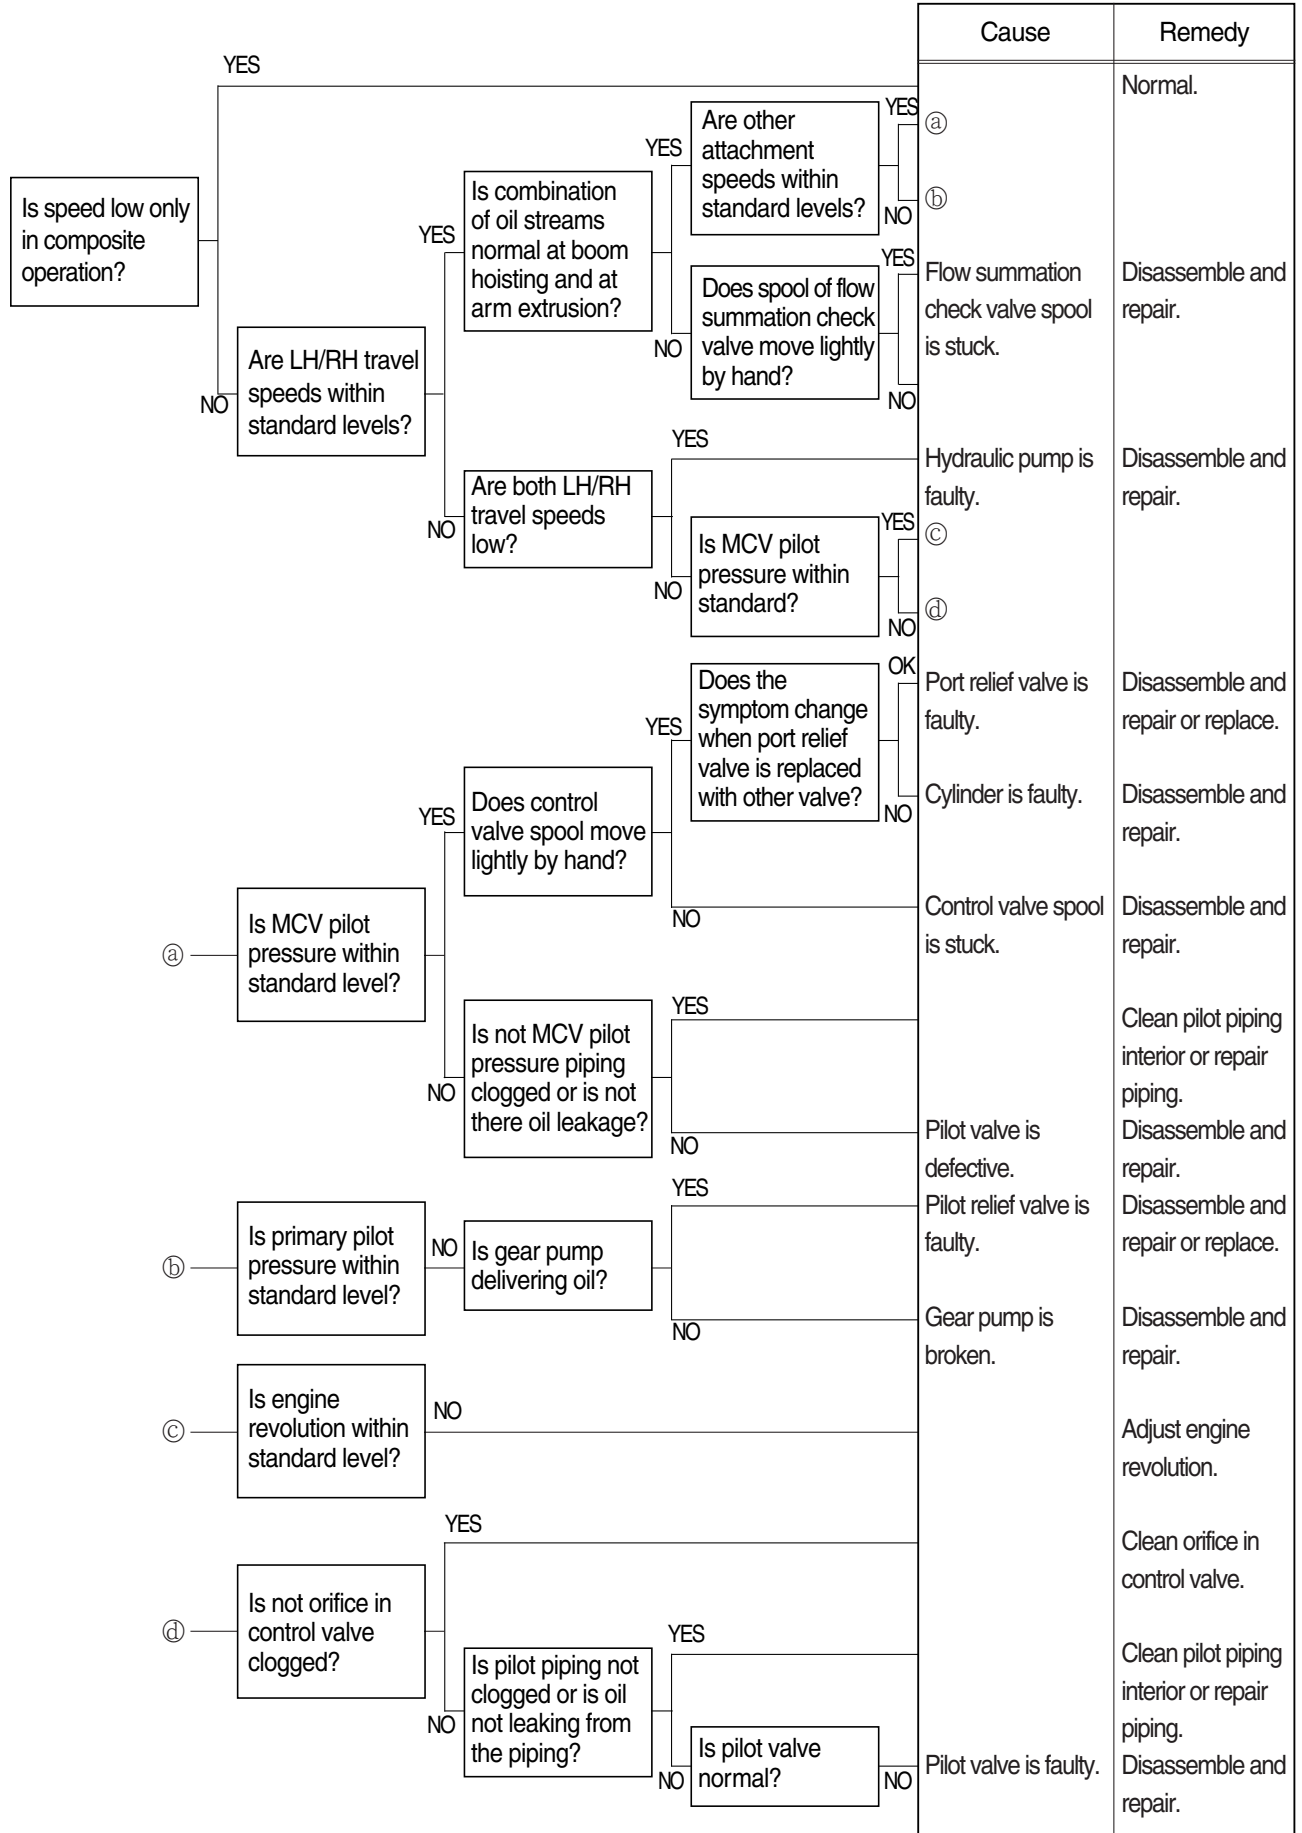 Cause
Remedy
YES
Normal.
Is speed low only
in composite
operation?
NO
Are LH/RH travel
speeds within
standard levels?
YES
Is combination
of oil streams
normal at boom
hoisting and at
arm extrusion?
YES
Are other
attachment
speeds within
standard levels?
YES
ⓐ
NO
ⓑ
NO
Does spool of flow
summation check
valve move lightly
by hand?
YES
Flow summation
check valve spool
is stuck.
Disassemble and
repair.
NO
NO
Are both LH/RH
travel speeds
low?
YES
Hydraulic pump is
faulty.
Disassemble and
repair.
NO
Is MCV pilot
pressure within
standard?
YES
ⓒ
NO
ⓓ
ⓐ
Is MCV pilot
pressure within
standard level?
YES
Does control
valve spool move
lightly by hand?
YES
Does the
symptom change
when port relief
valve is replaced
with other valve?
OK
Port relief valve is
faulty.
Disassemble and
repair or replace.
NO
Cylinder is faulty.
Disassemble and
repair.
NO
Control valve spool
is stuck.
Disassemble and
repair.
NO
Is not MCV pilot
pressure piping
clogged or is not
there oil leakage?
YES
Clean pilot piping
interior or repair
piping.
NO
Pilot valve is
defective.
Disassemble and
repair.
ⓑ
Is primary pilot
pressure within
standard level?
NO
Is gear pump
delivering oil?
YES
Pilot relief valve is
faulty.
Disassemble and
repair or replace.
NO
Gear pump is
broken.
Disassemble and
repair.
ⓒ
Is engine
revolution within
standard level?
NO
Adjust engine
revolution.
ⓓ
Is not orifice in
control valve
clogged?
YES
Clean orifice in
control valve.
NO
Is pilot piping not
clogged or is oil
not leaking from
the piping?
YES
Clean pilot piping
interior or repair
piping.
NO
Is pilot valve
normal?
NO
Pilot valve is faulty.
Disassemble and
repair.